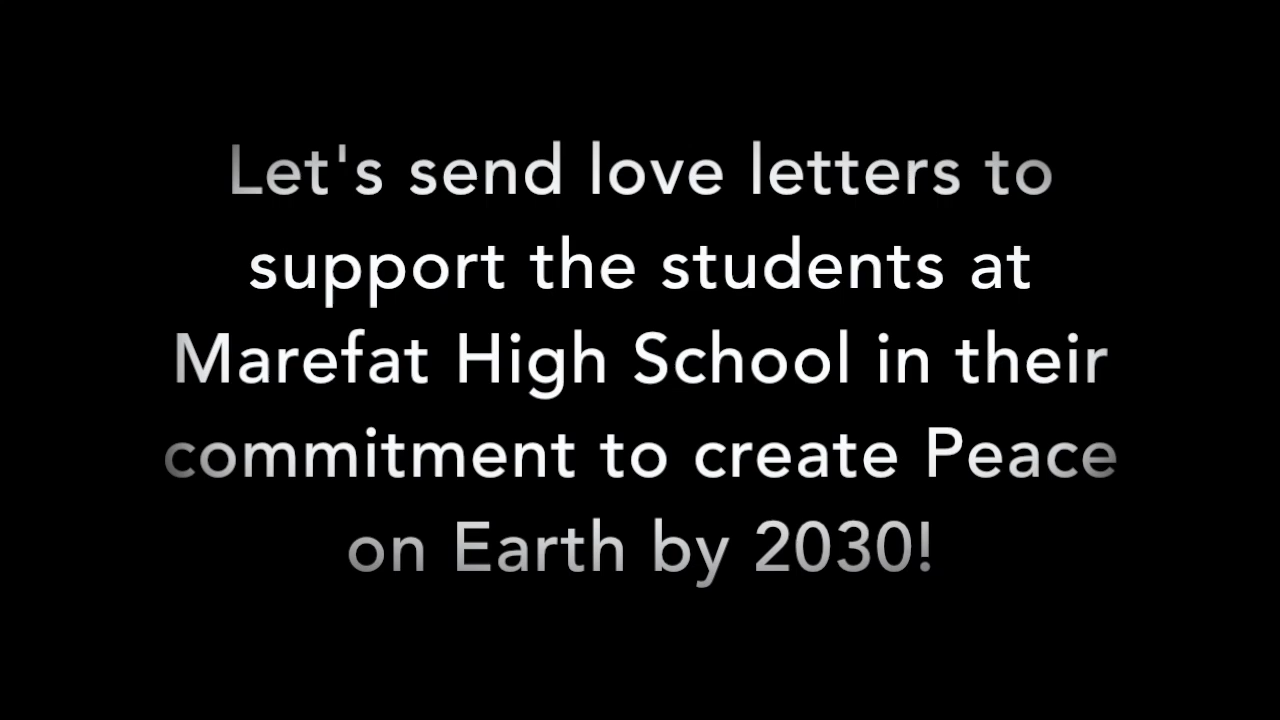 Let's send love letters to
support the students at
Marefat High School in their
commitment to create Peace
on Earth by 2030!